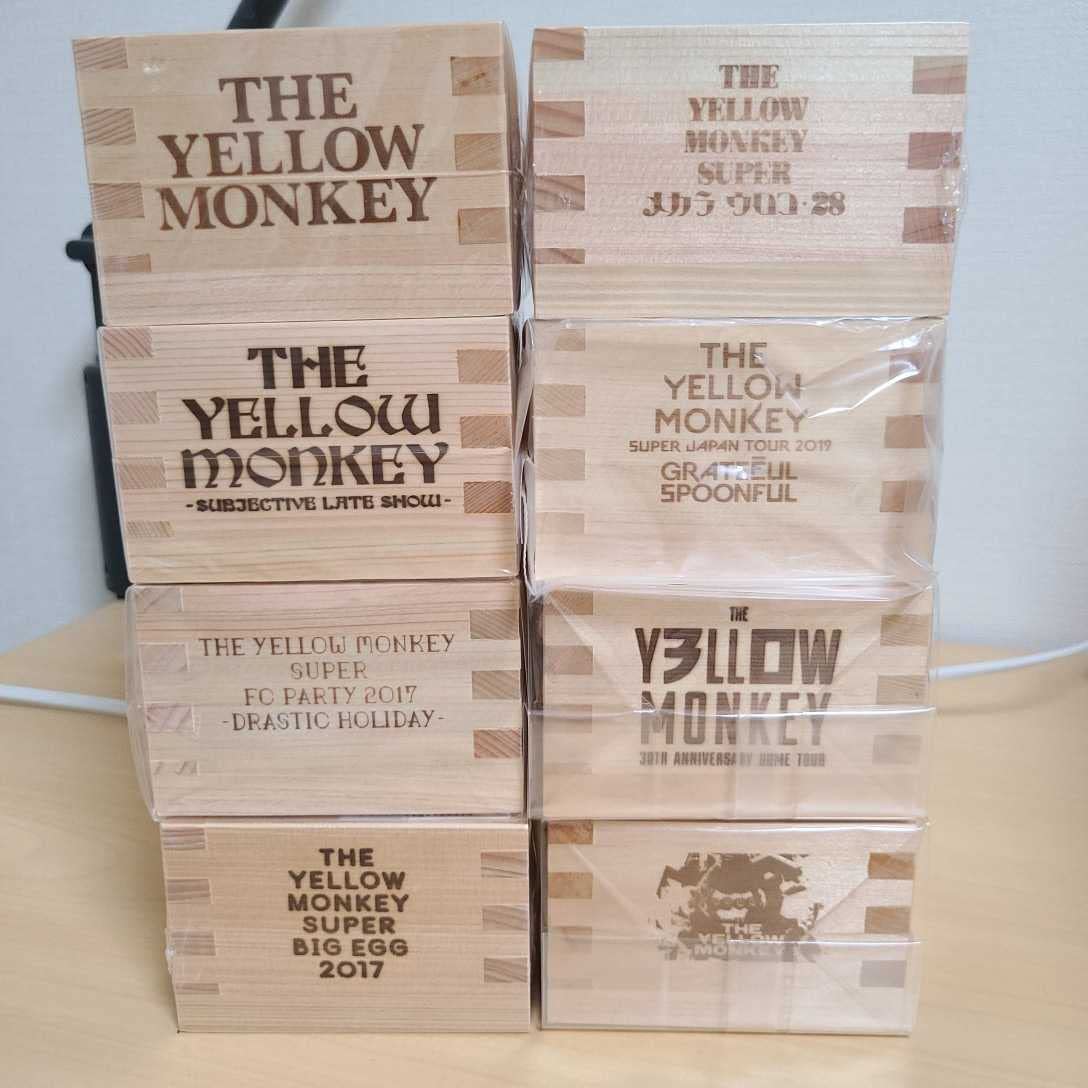 THE
YELLOW
MONKEY
THE
YELLOW
MONKEY
SUPER
メカラ ウロコ・28
THE
YELLOW
MONKEY
-SUBJECTIVE LATE SHOW-
THE
YELLOW
MONKEY
SUPER JAPAN TOUR 2019
GRATEFUL
SPOONFUL
THE YELLOW MONKEY
SUPER
FC PARTY 2017
-DRASTIC HOLIDAY-
THE
Y3LLOW
MONKEY
30TH ANNIVERSARY DOME TOUR
THE
YELLOW
MONKEY
SUPER
BIG EGG
2017
THE
YELLOW
MONKEY